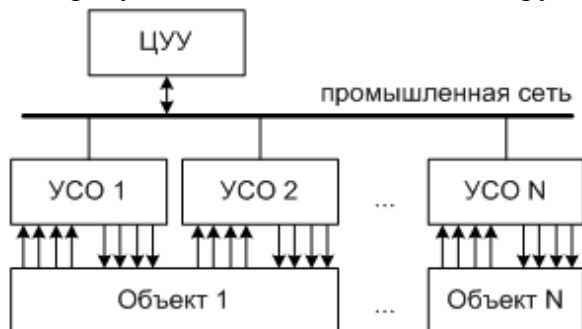 ЦУУ
промышленная сеть
УСО 1 УСО 2 ... УСО N
Объект 1 ... Объект N